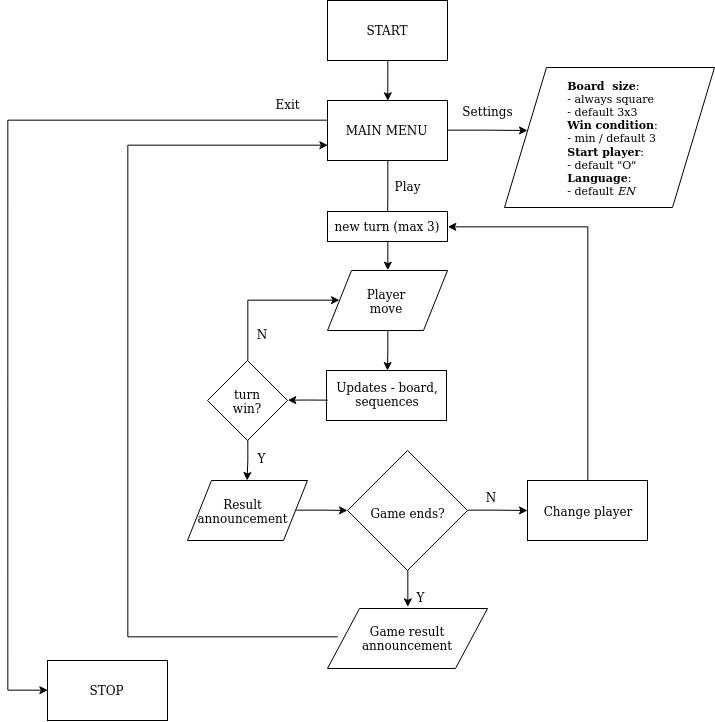 START
Exit
MAIN MENU
Settings
Board  size:
- always square
- default 3x3
Win condition:
- min / default 3
Start player:
- default "O"
Language:
- default EN
Play
new turn (max 3)
Player
move
N
Updates - board,
sequences
turn
win?
Y
Result
announcement
Game ends?
N
Change player
Y
Game result
announcement
STOP